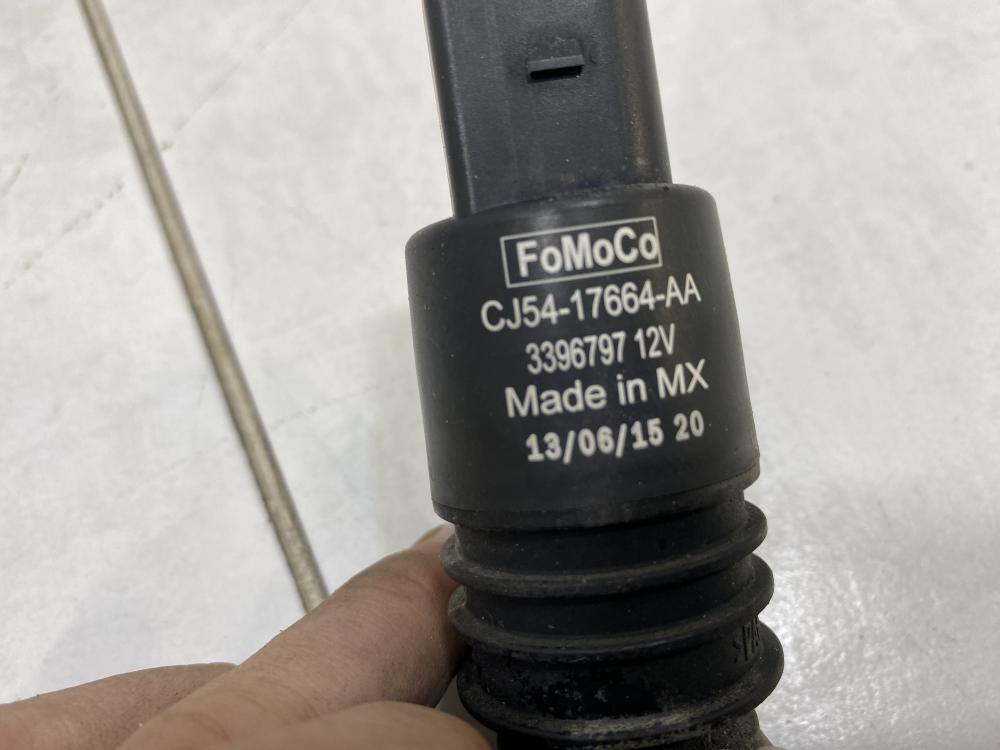 FoMoCo
CJ54-17664-AA
3396797 12V
Made in MX
13/06/15 20